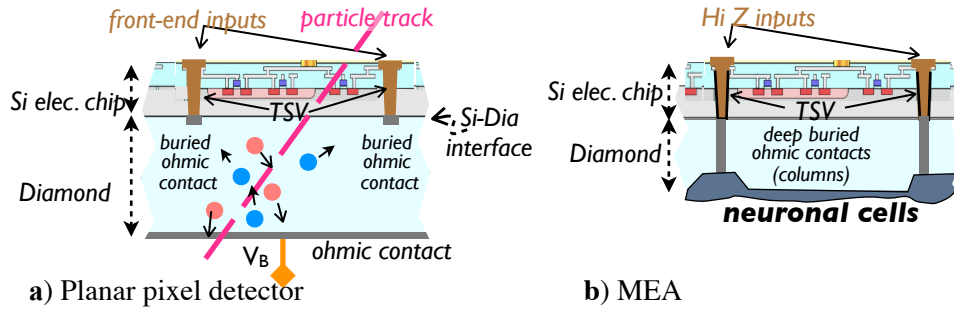 front-end inputs
particle track
Si elec. chip
TSV
Si-Dia
interface
buried
ohmic
contact
buried
ohmic
contact
Diamond
ohmic contact
V_B
a) Planar pixel detector
Hi Z inputs
Si elec. chip
TSV
Diamond
deep buried
ohmic contacts
(columns)
neuronal cells
b) MEA